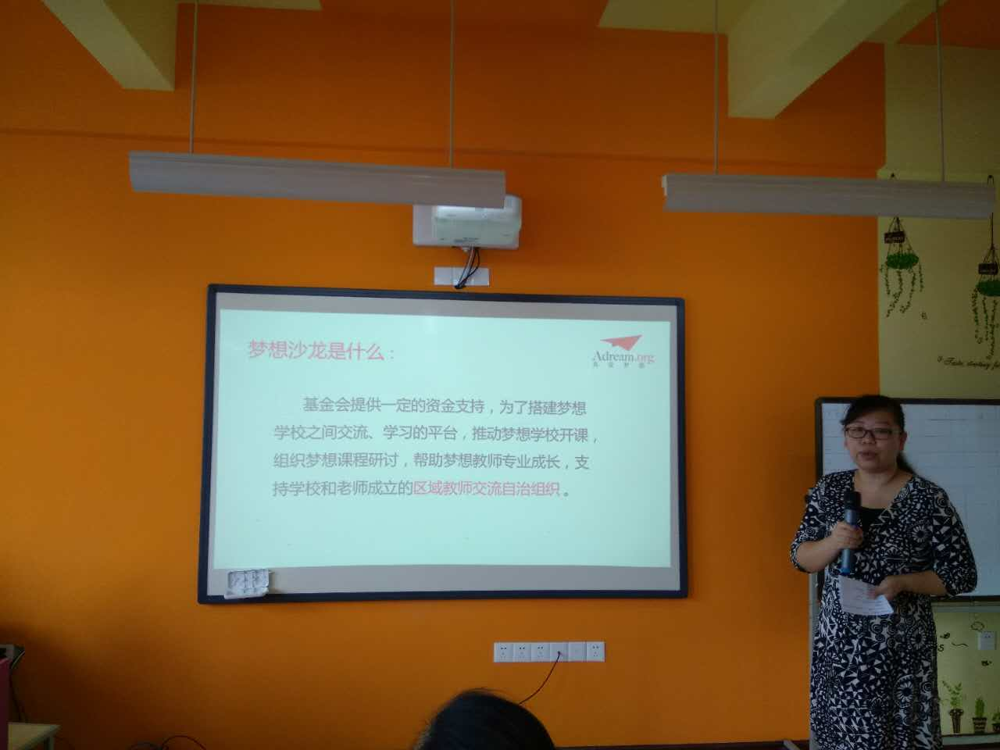 梦想沙龙是什么：
Adream.org
真爱梦想
基金会提供一定的资金支持，为了搭建梦想
学校之间交流、学习的平台，推动梦想学校开课，
组织梦想课程研讨，帮助梦想教师专业成长，支
持学校和老师成立的区域教师交流自治组织。